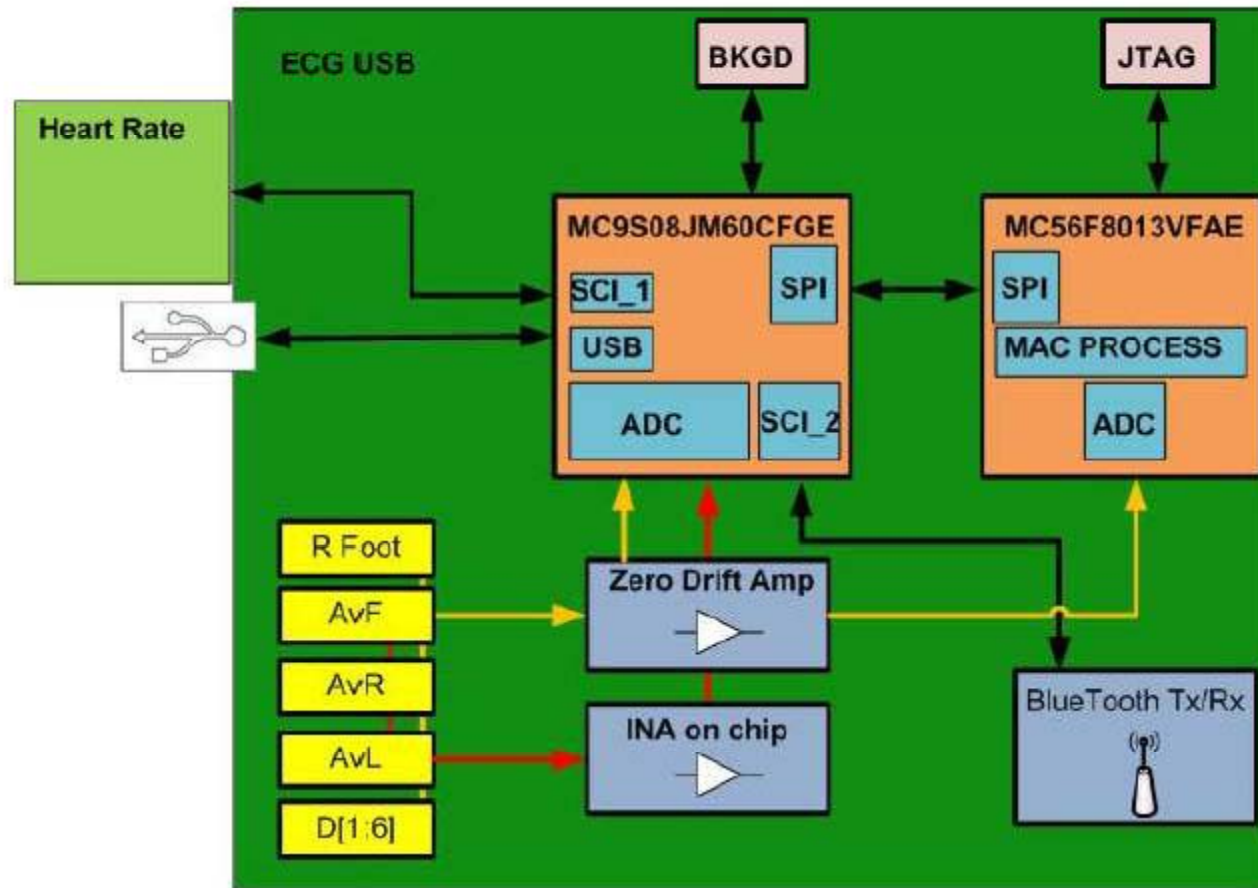 ECG USB
BKGD
JTAG
Heart Rate
MC9S08JM60CFGE
MC56F8013VFAE
SCI_1
SPI
SPI
USB
MAC PROCESS
ADC
SCI_2
ADC
R Foot
Zero Drift Amp
AvF
AvR
BlueTooth Tx/Rx
INA on chip
AvL
D[1:6]